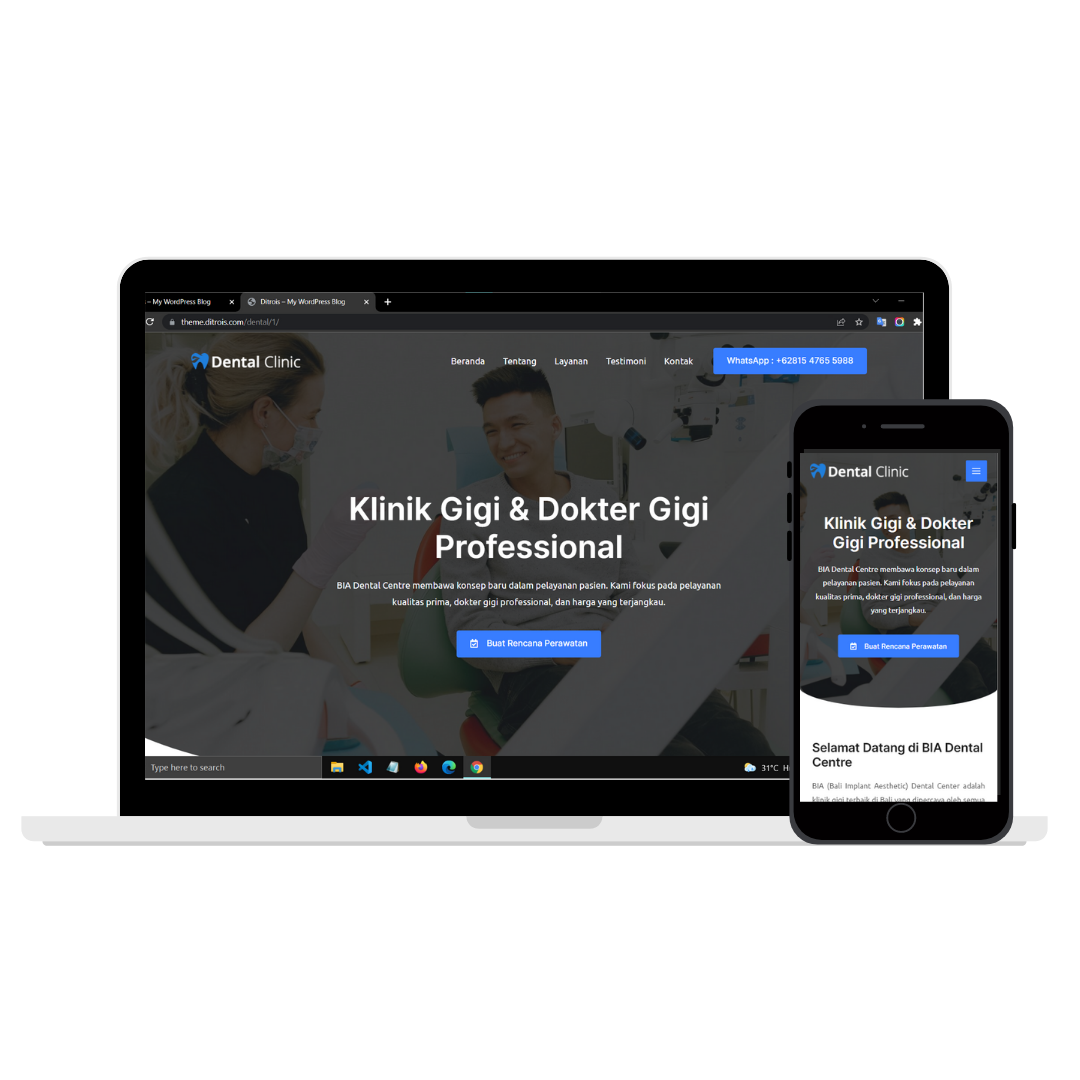 – My WordPress Blog
Ditrois – My WordPress Blog
theme.ditrois.com/dental/1/
Dental Clinic
Beranda Tentang Layanan Testimoni Kontak WhatsApp : +62815 4765 5988
Klinik Gigi & Dokter Gigi
Professional
BIA Dental Centre membawa konsep baru dalam pelayanan pasien. Kami fokus pada pelayanan
kualitas prima, dokter gigi professional, dan harga yang terjangkau.
Buat Rencana Perawatan
Type here to search
31°C
Dental Clinic
Klinik Gigi & Dokter
Gigi Professional
BIA Dental Centre membawa konsep baru dalam
pelayanan pasien. Kami fokus pada pelayanan
kualitas prima, dokter gigi professional, dan harga
yang terjangkau.
Buat Rencana Perawatan
Selamat Datang di BIA Dental
Centre
BIA (Bali Implant Aesthetic) Dental Center adalah
klinik gigi terbaik di Bali yang dipercaya oleh semua